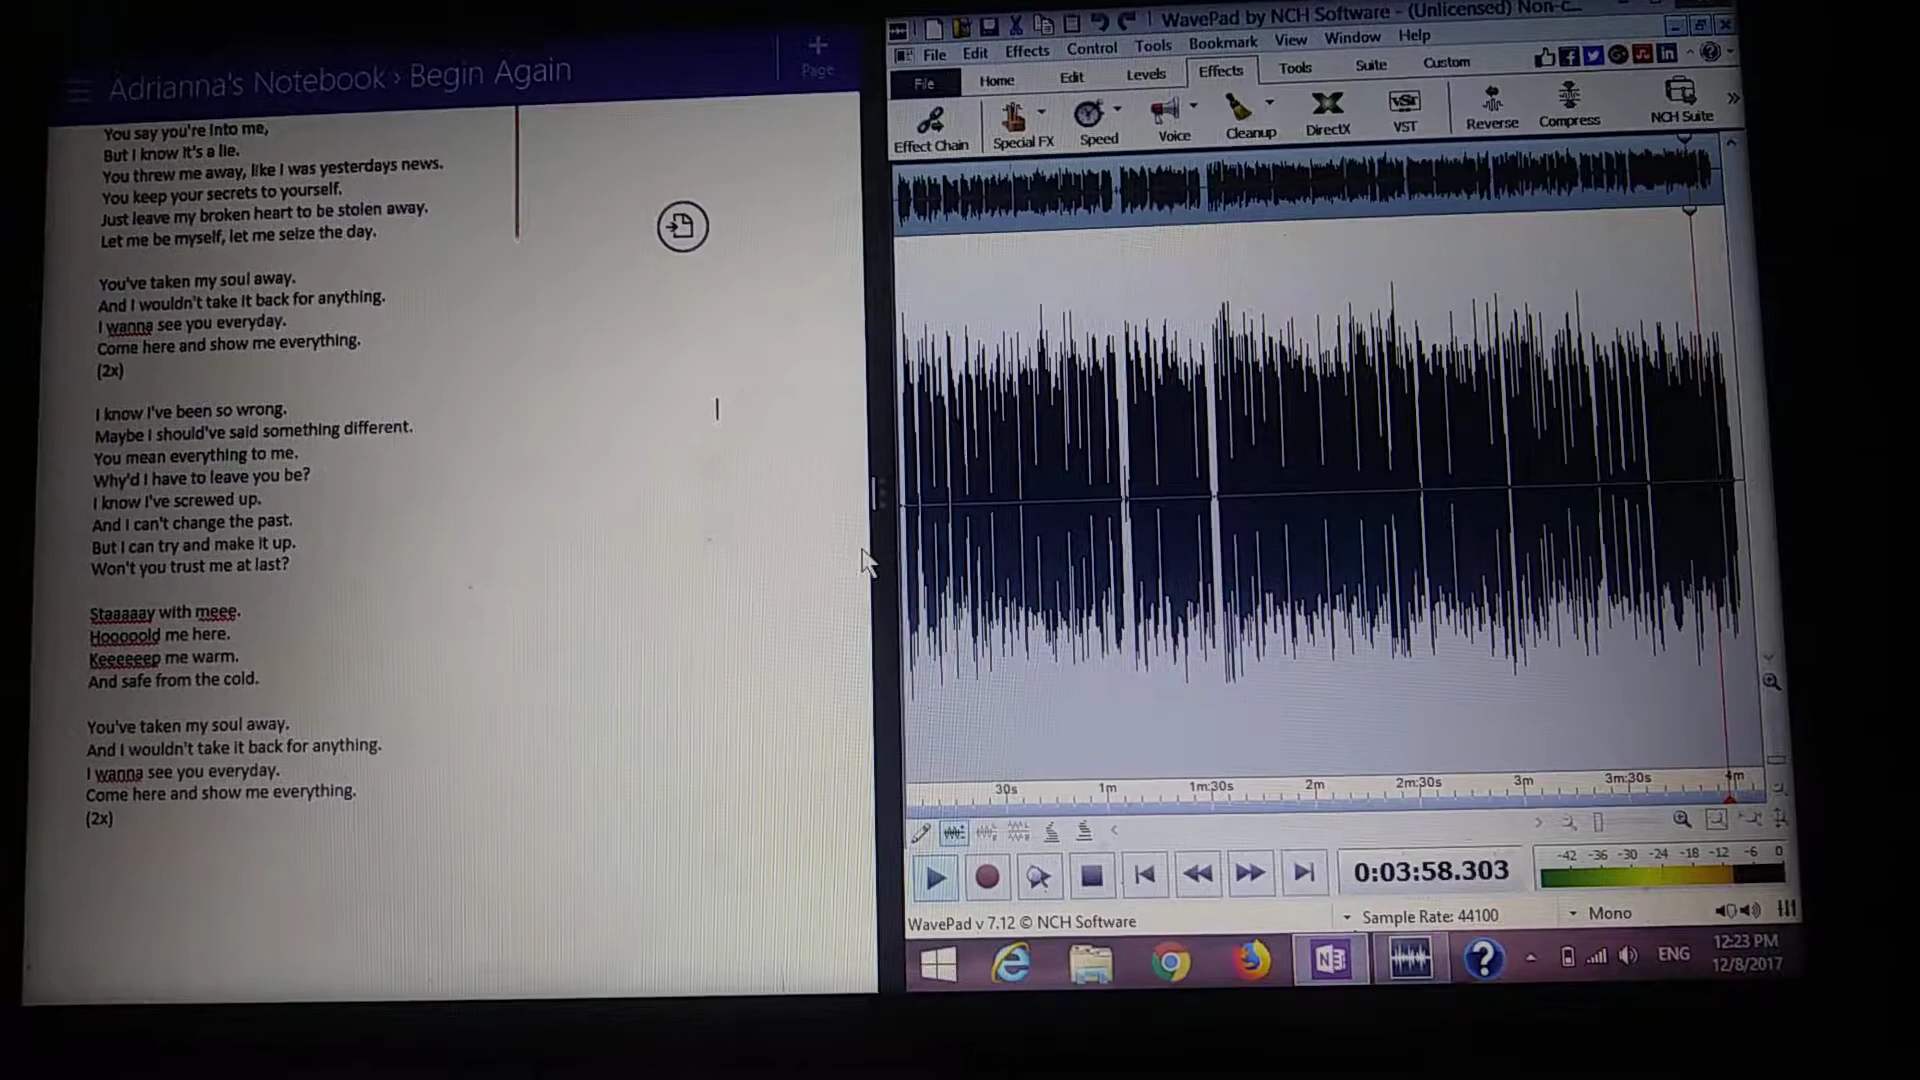 Adrianna's Notebook › Begin Again
Page
You say you're into me,
But I know it's a lie.
You threw me away, like I was yesterdays news.
You keep your secrets to yourself.
Just leave my broken heart to be stolen away.
Let me be myself, let me seize the day.
You've taken my soul away.
And I wouldn't take it back for anything.
I wanna see you everyday.
Come here and show me everything.
(2x)
I know I've been so wrong.
Maybe I should've said something different.
You mean everything to me.
Why'd I have to leave you be?
I know I've screwed up.
And I can't change the past.
But I can try and make it up.
Won't you trust me at last?
Staaaaay with meee.
Hooooold me here.
Keeeeeep me warm.
And safe from the cold.
You've taken my soul away.
And I wouldn't take it back for anything.
I wanna see you everyday.
Come here and show me everything.
(2x)
WavePad by NCH Software - (Unlicensed) Non-c...
File Edit Effects Control Tools Bookmark View Window Help
File Home Edit Levels Effects Tools Suite Custom
Effect Chain Special FX Speed Voice Cleanup DirectX VST Reverse Compress NCH Suite
30s 1m 1m:30s 2m 2m:30s 3m 3m:30s 4m
0:03:58.303
-42 -36 -30 -24 -18 -12 -6 0
WavePad v 7.12 © NCH Software
Sample Rate: 44100
Mono
ENG
12:23 PM
12/8/2017